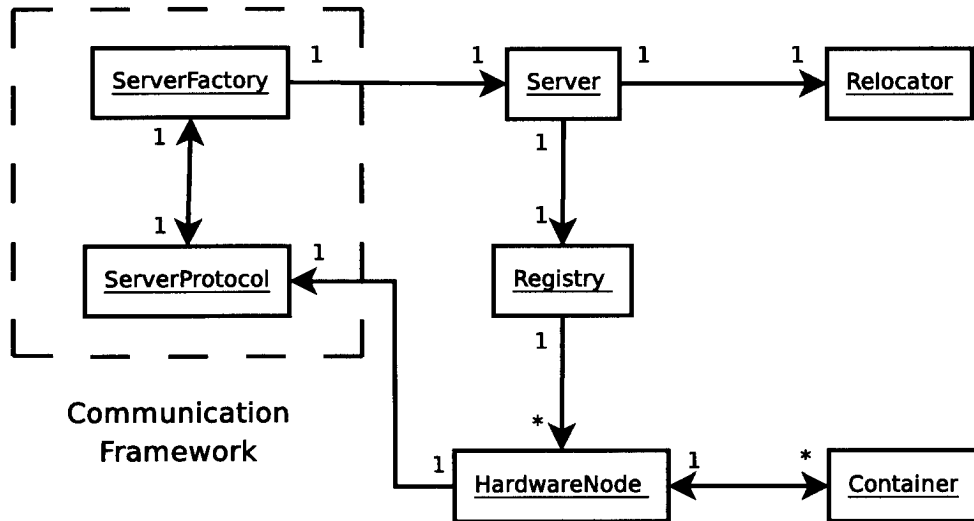 1 1 1 1
ServerFactory Server Relocator
1 1
1 1 1
ServerProtocol Registry
1
Communication
Framework
*
1 1 *
HardwareNode Container